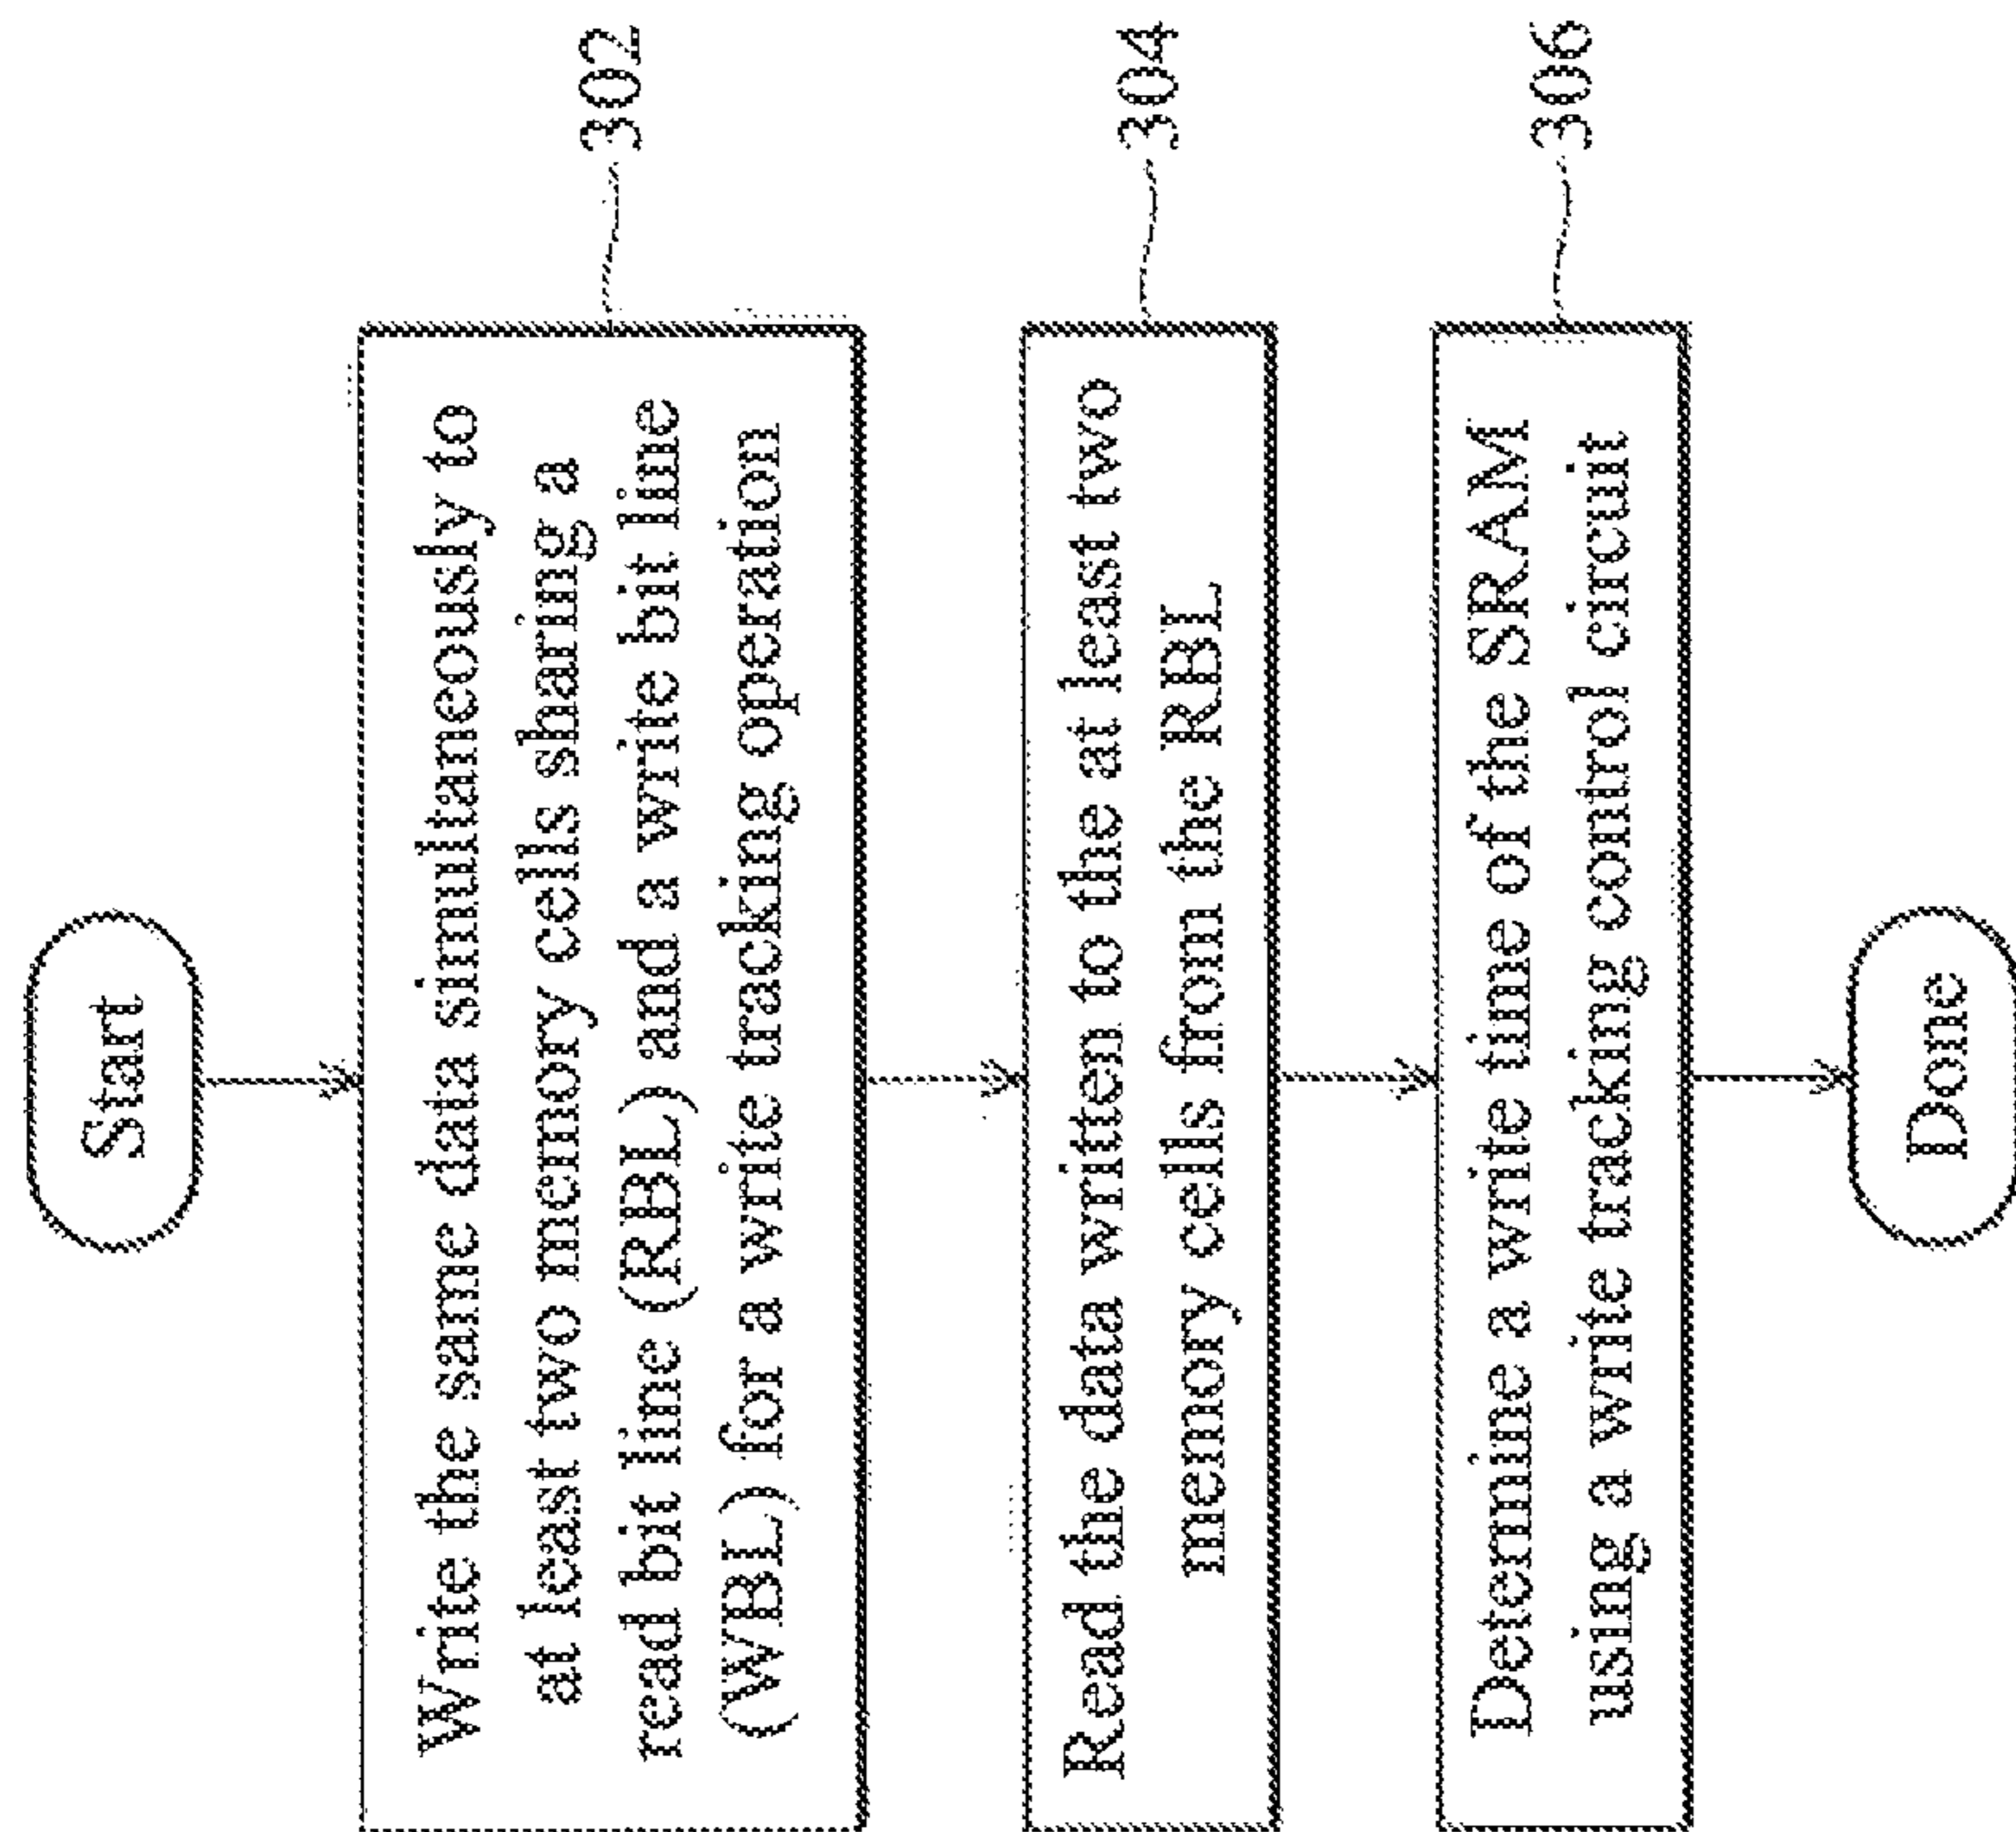 Start
Write the same data simultaneously to
at least two memory cells sharing a
read bit line (RBL) and a write bit line
(WBL) for a write tracking operation
302
Read the data written to the at least two
memory cells from the RBL
304
Determine a write time of the SRAM
using a write tracking control circuit
306
Done